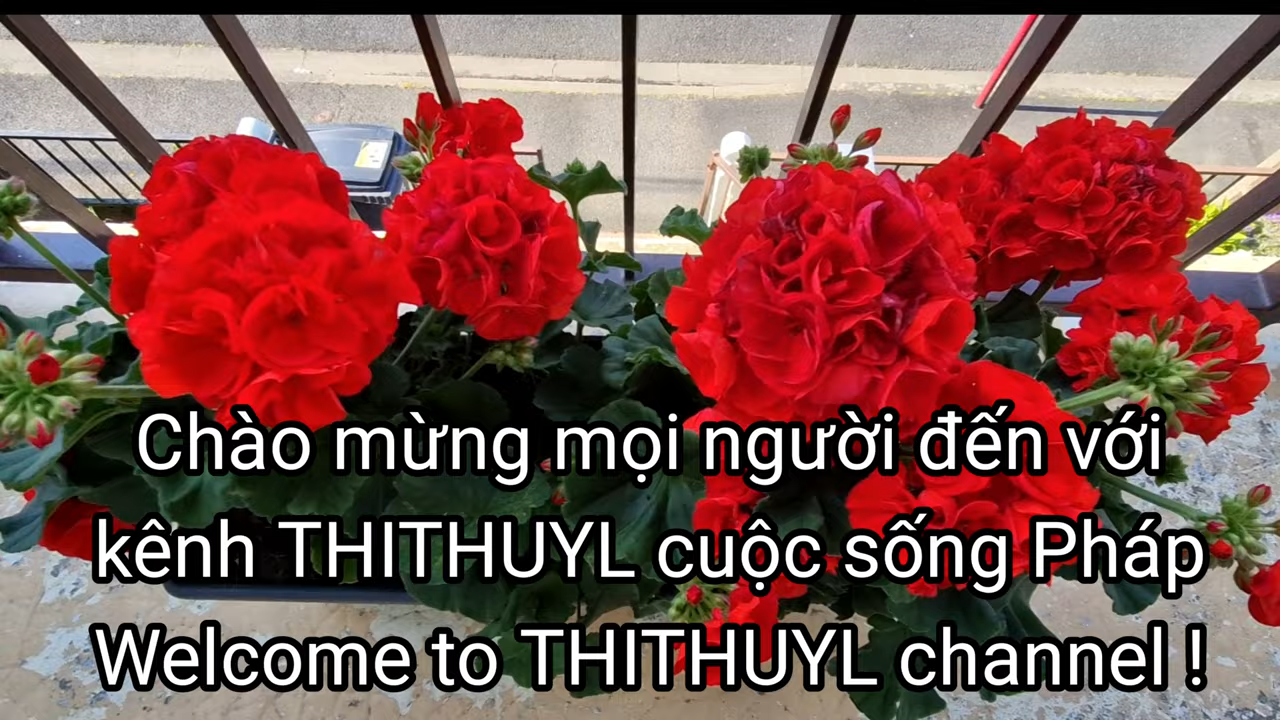 Chào mừng mọi người đến với
kênh THITHUYL cuộc sống Pháp
Welcome to THITHUYL channel !